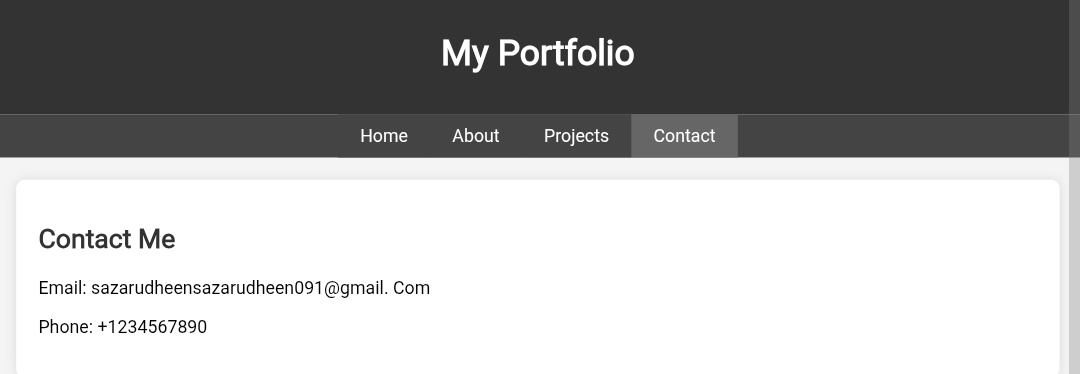 My Portfolio
Home About Projects Contact
Contact Me
Email: sazarudheensazarudheen091@gmail. Com
Phone: +1234567890